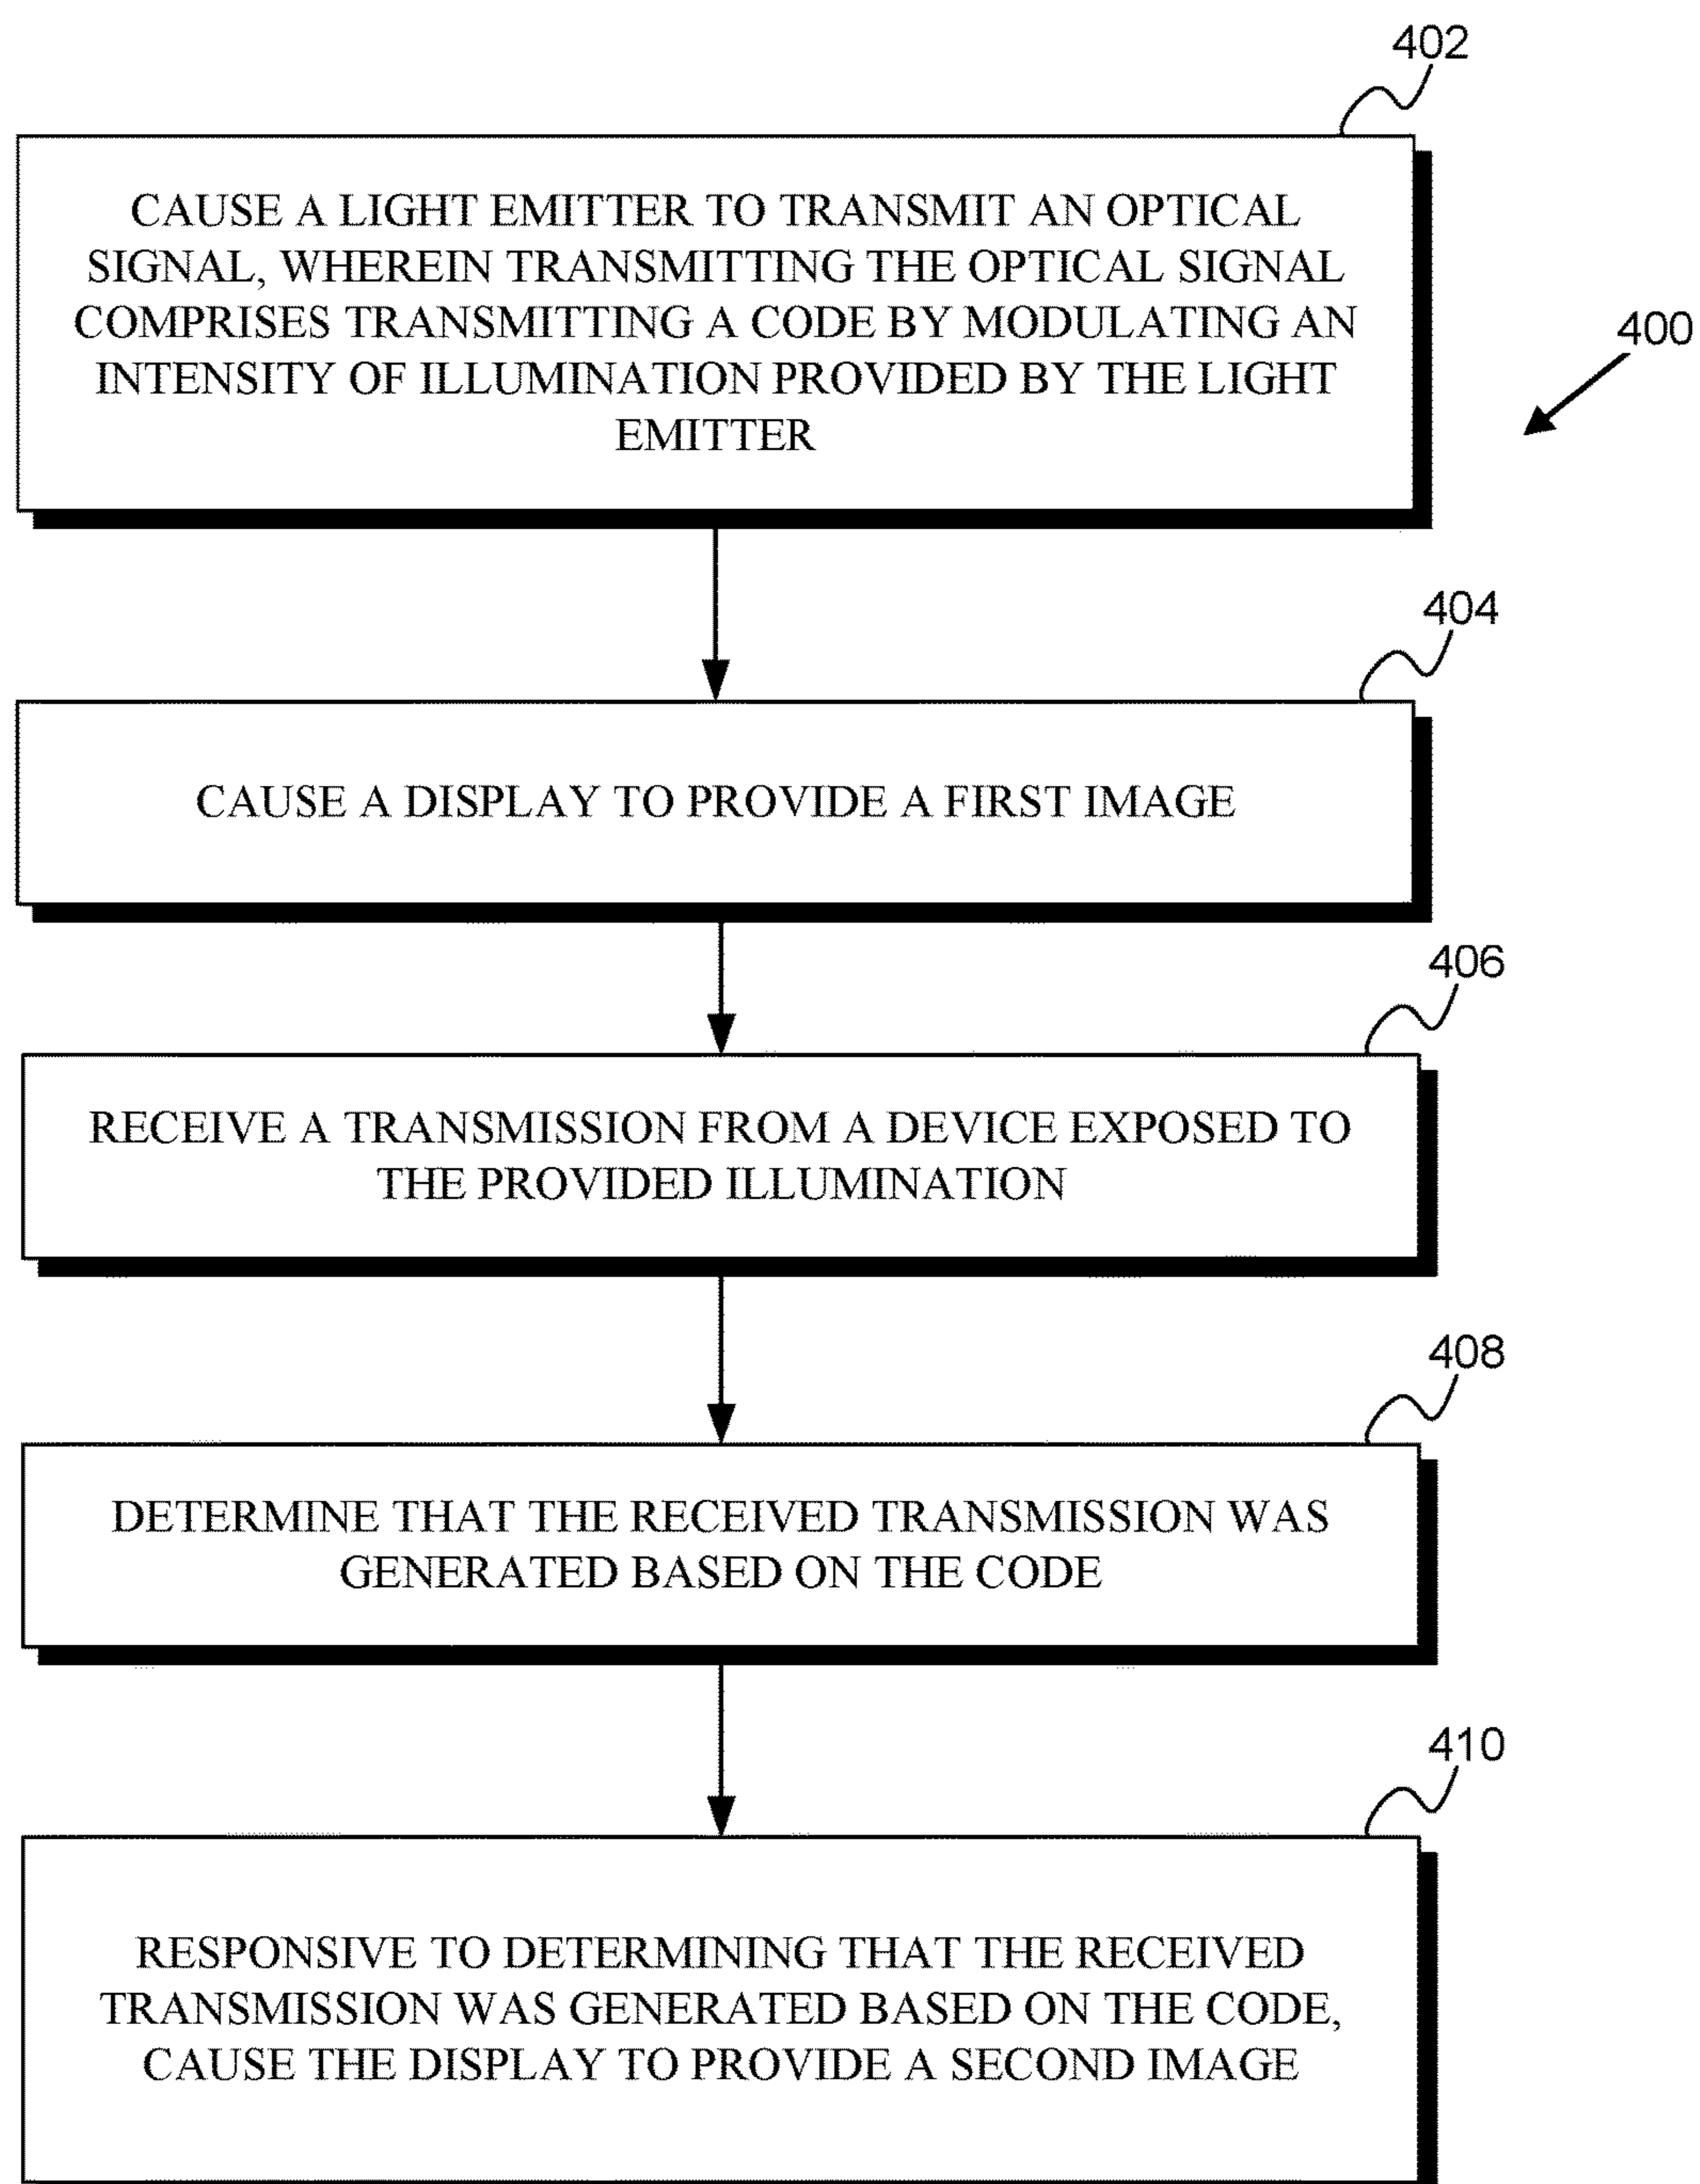 402
CAUSE A LIGHT EMITTER TO TRANSMIT AN OPTICAL
SIGNAL, WHEREIN TRANSMITTING THE OPTICAL SIGNAL
COMPRISES TRANSMITTING A CODE BY MODULATING AN
INTENSITY OF ILLUMINATION PROVIDED BY THE LIGHT
EMITTER
400
404
CAUSE A DISPLAY TO PROVIDE A FIRST IMAGE
406
RECEIVE A TRANSMISSION FROM A DEVICE EXPOSED TO
THE PROVIDED ILLUMINATION
408
DETERMINE THAT THE RECEIVED TRANSMISSION WAS
GENERATED BASED ON THE CODE
410
RESPONSIVE TO DETERMINING THAT THE RECEIVED
TRANSMISSION WAS GENERATED BASED ON THE CODE,
CAUSE THE DISPLAY TO PROVIDE A SECOND IMAGE